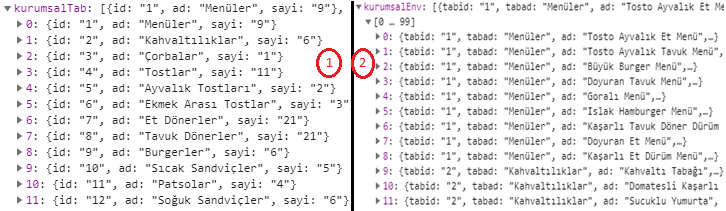 kurumsalTab: [{id: "1", ad: "Menüler", sayi: "9"},
0: {id: "1", ad: "Menüler", sayi: "9"}
1: {id: "2", ad: "Kahvaltılıklar", sayi: "6"}
2: {id: "3", ad: "Çorbalar", sayi: "1"}
3: {id: "4", ad: "Tostlar", sayi: "11"}
4: {id: "5", ad: "Ayvalık Tostları", sayi: "2"}
5: {id: "6", ad: "Ekmek Arası Tostlar", sayi: "3"
6: {id: "7", ad: "Et Dönerler", sayi: "21"}
7: {id: "8", ad: "Tavuk Dönerler", sayi: "21"}
8: {id: "9", ad: "Burgerler", sayi: "6"}
9: {id: "10", ad: "Sıcak Sandviçler", sayi: "5"}
10: {id: "11", ad: "Patsolar", sayi: "4"}
11: {id: "12", ad: "Soğuk Sandviçler", sayi: "6"}
1
2
kurumsalEnv: [{tabid: "1", tabad: "Menüler", ad: "Tosto Ayvalık Et Me
[0 … 99]
0: {tabid: "1", tabad: "Menüler", ad: "Tosto Ayvalık Et Menü",…}
1: {tabid: "1", tabad: "Menüler", ad: "Tosto Ayvalık Tavuk Menü",…
2: {tabid: "1", tabad: "Menüler", ad: "Büyük Burger Menü",…}
3: {tabid: "1", tabad: "Menüler", ad: "Doyuran Tavuk Menü",…}
4: {tabid: "1", tabad: "Menüler", ad: "Goralı Menü",…}
5: {tabid: "1", tabad: "Menüler", ad: "Islak Hamburger Menü",…}
6: {tabid: "1", tabad: "Menüler", ad: "Kaşarlı Tavuk Döner Dürüm
7: {tabid: "1", tabad: "Menüler", ad: "Doyuran Et Menü",…}
8: {tabid: "1", tabad: "Menüler", ad: "Kaşarlı Et Dürüm Menü",…}
9: {tabid: "2", tabad: "Kahvaltılıklar", ad: "Kahvaltı Tabağı",…}
10: {tabid: "2", tabad: "Kahvaltılıklar", ad: "Domatesli Kaşarlı
11: {tabid: "2", tabad: "Kahvaltılıklar", ad: "Sucuklu Yumurta",